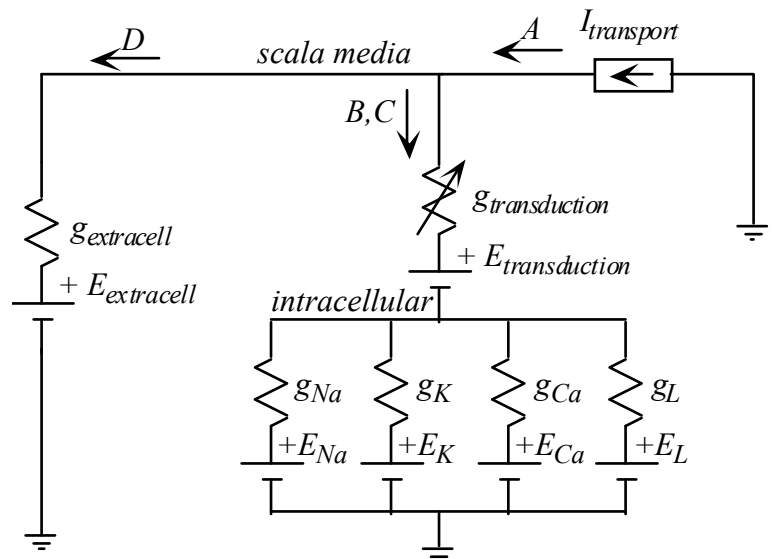 D
scala media
A
I_transport
B,C
g_transduction
g_extracell
+ E_transduction
+ E_extracell
intracellular
g_Na
g_K
g_Ca
g_L
+E_Na
+E_K
+E_Ca
+E_L